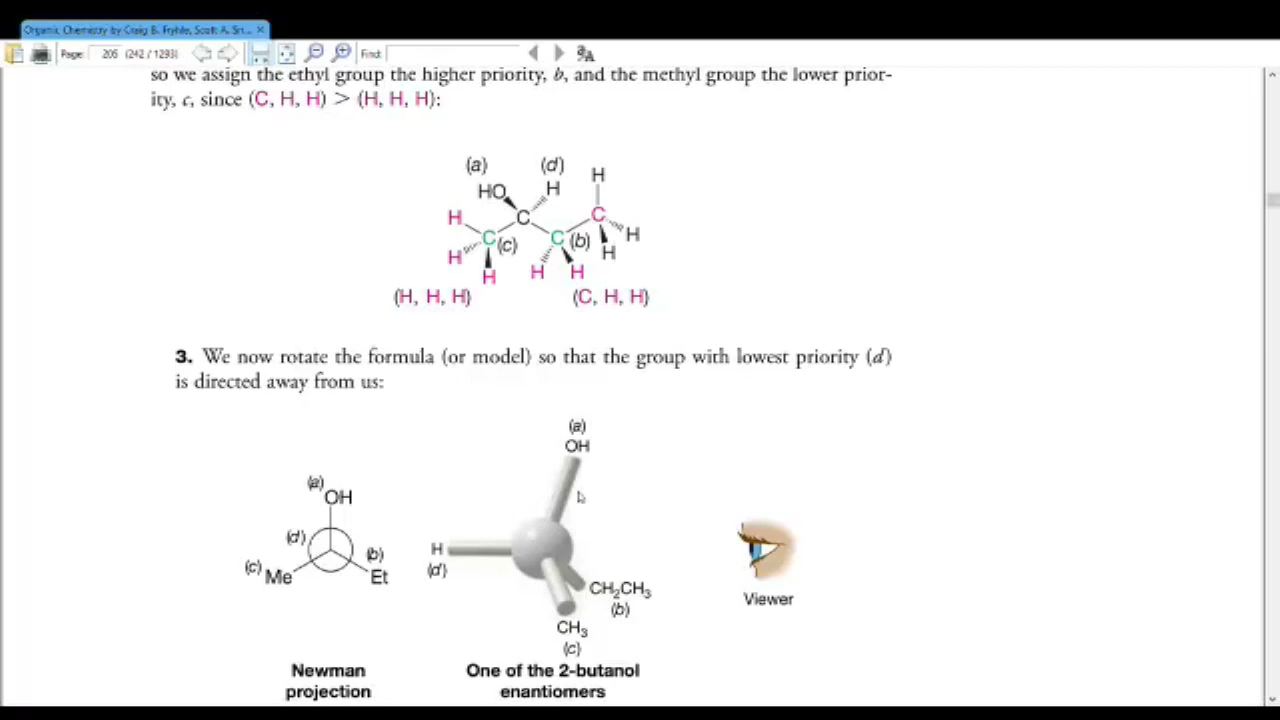 Organic Chemistry by Craig B. Fryhle, Scott A. Sn... ×
Page: 205 (242 / 1293) Find:
so we assign the ethyl group the higher priority, b, and the methyl group the lower prior-
ity, c, since (C, H, H) > (H, H, H):
(a) (d)
HO H H
H C C
C (c) C (b) H
H H H H H
(H, H, H) (C, H, H)
3. We now rotate the formula (or model) so that the group with lowest priority (d)
is directed away from us:
(a)
OH
(d)
(c) Me
(b)
Et
Newman
projection
(a)
OH
H
(d)
CH2CH3
(b)
CH3
(c)
One of the 2-butanol
enantiomers
Viewer